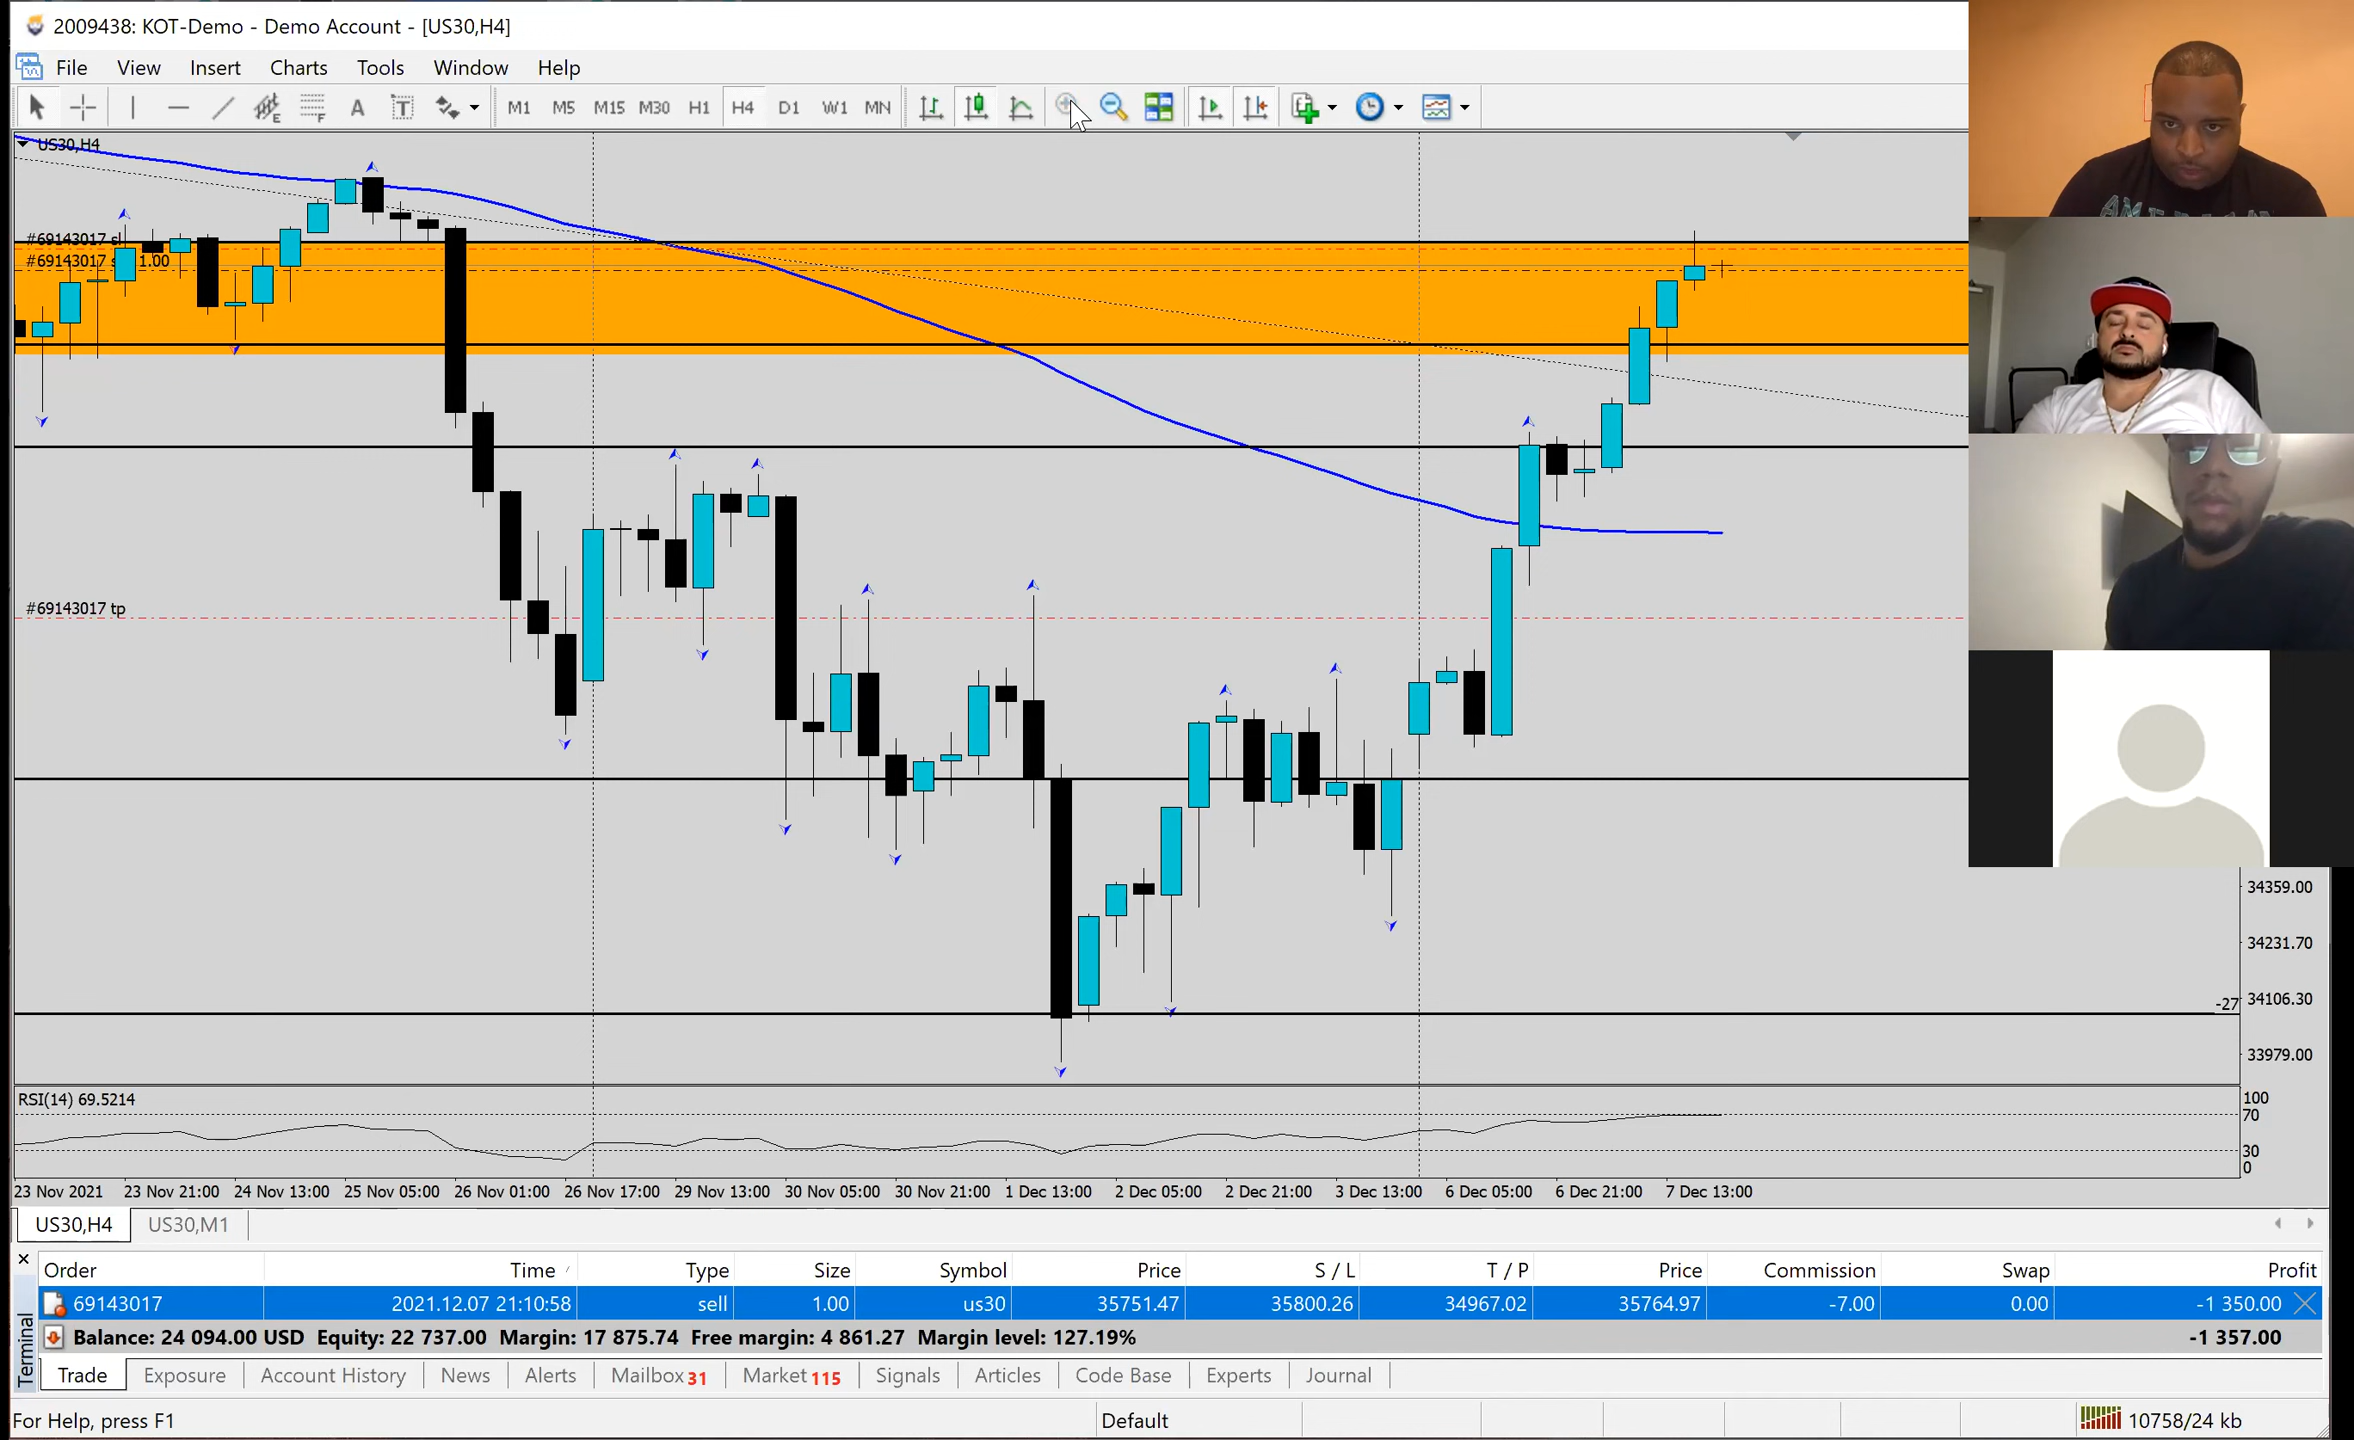 2009438: KOT-Demo - Demo Account - [US30,H4]
File View Insert Charts Tools Window Help
E F A T M1 M5 M15 M30 H1 H4 D1 W1 MN
US30,H4
#69143017 sl
#69143017 s 1.00
#69143017 tp
34359.00
34231.70
-27
34106.30
33979.00
RSI(14) 69.5214
100
70
30
0
23 Nov 2021 23 Nov 21:00 24 Nov 13:00 25 Nov 05:00 26 Nov 01:00 26 Nov 17:00 29 Nov 13:00 30 Nov 05:00 30 Nov 21:00 1 Dec 13:00 2 Dec 05:00 2 Dec 21:00 3 Dec 13:00 6 Dec 05:00 6 Dec 21:00 7 Dec 13:00
US30,H4 US30,M1
Order Time Type Size Symbol Price S / L T / P Price Commission Swap Profit
69143017 2021.12.07 21:10:58 sell 1.00 us30 35751.47 35800.26 34967.02 35764.97 -7.00 0.00 -1 350.00
Balance: 24 094.00 USD Equity: 22 737.00 Margin: 17 875.74 Free margin: 4 861.27 Margin level: 127.19% -1 357.00
Terminal
Trade Exposure Account History News Alerts Mailbox 31 Market 115 Signals Articles Code Base Experts Journal
For Help, press F1 Default 10758/24 kb